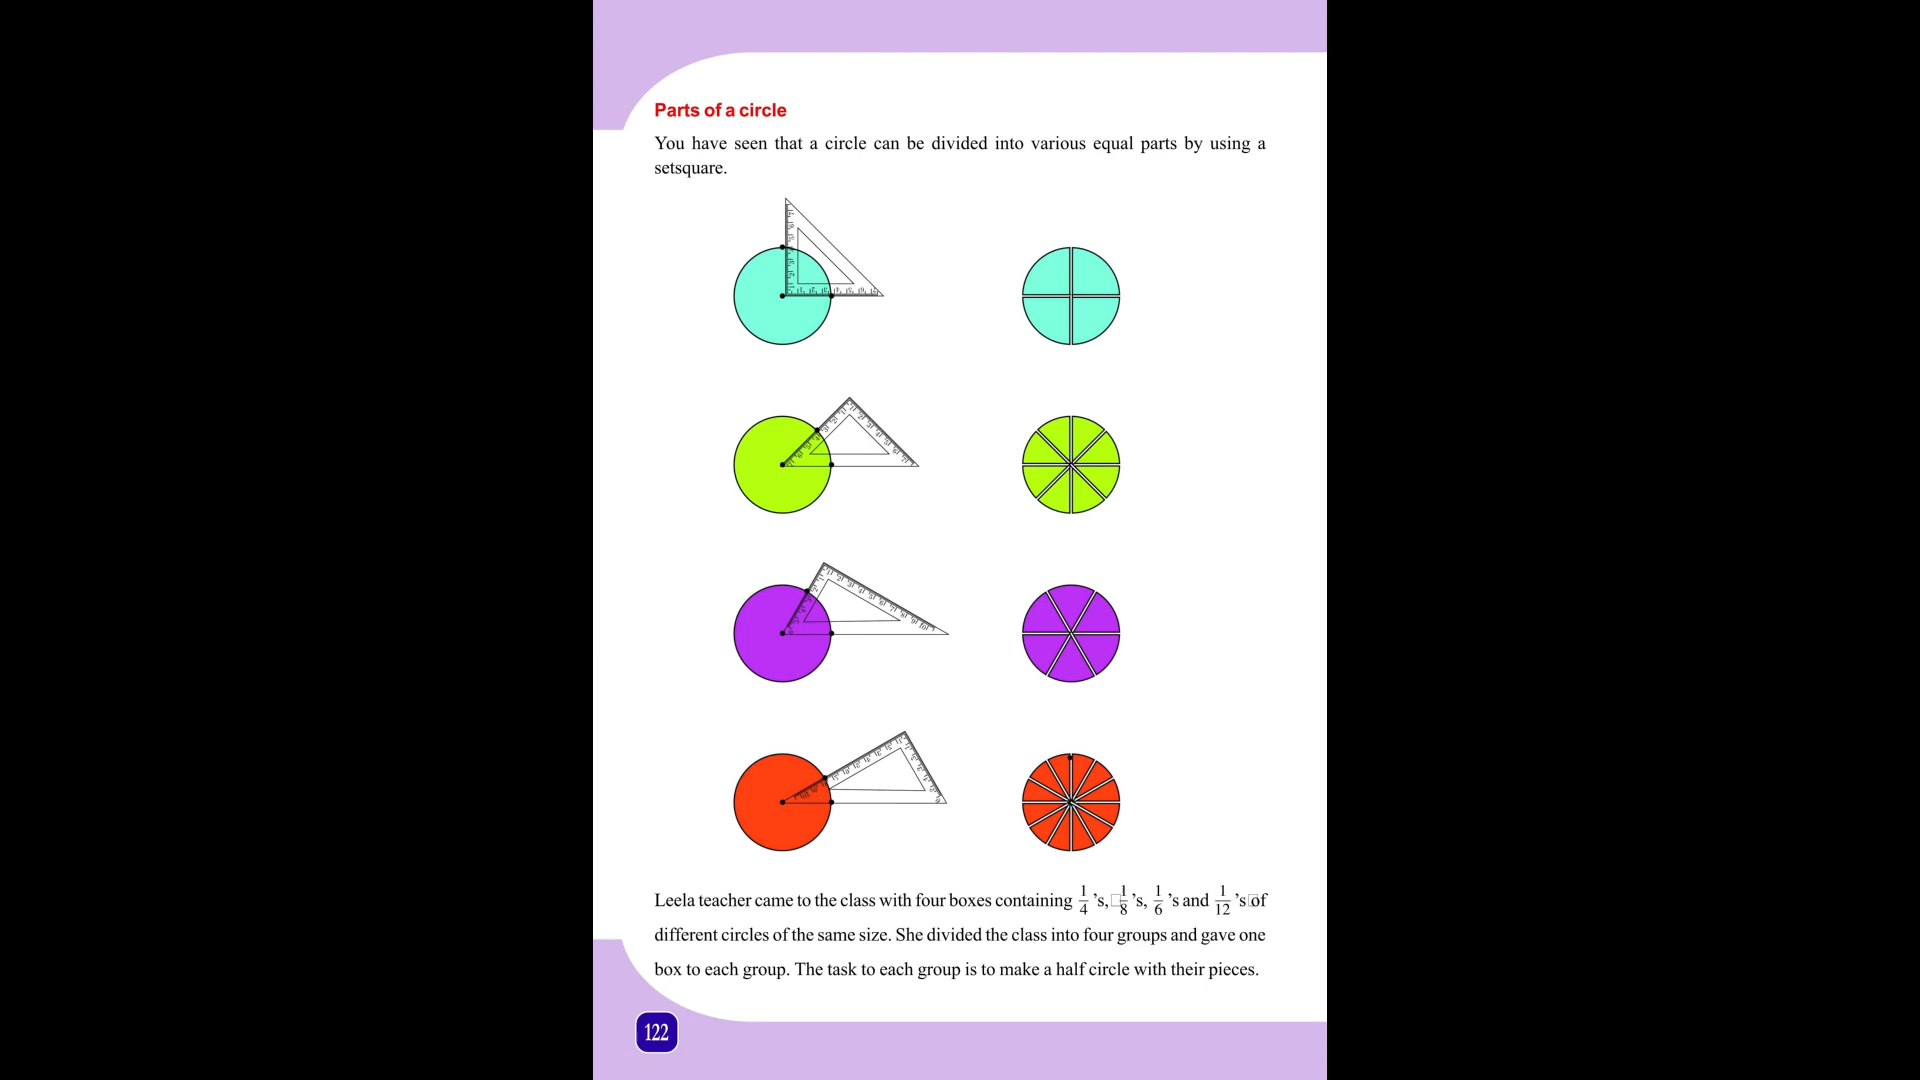 Parts of a circle
You have seen that a circle can be divided into various equal parts by using a
setsquare.
Leela teacher came to the class with four boxes containing 1/4 ’s, 1/8 ’s, 1/6 ’s and 1/12 ’s of
different circles of the same size. She divided the class into four groups and gave one
box to each group. The task to each group is to make a half circle with their pieces.
122